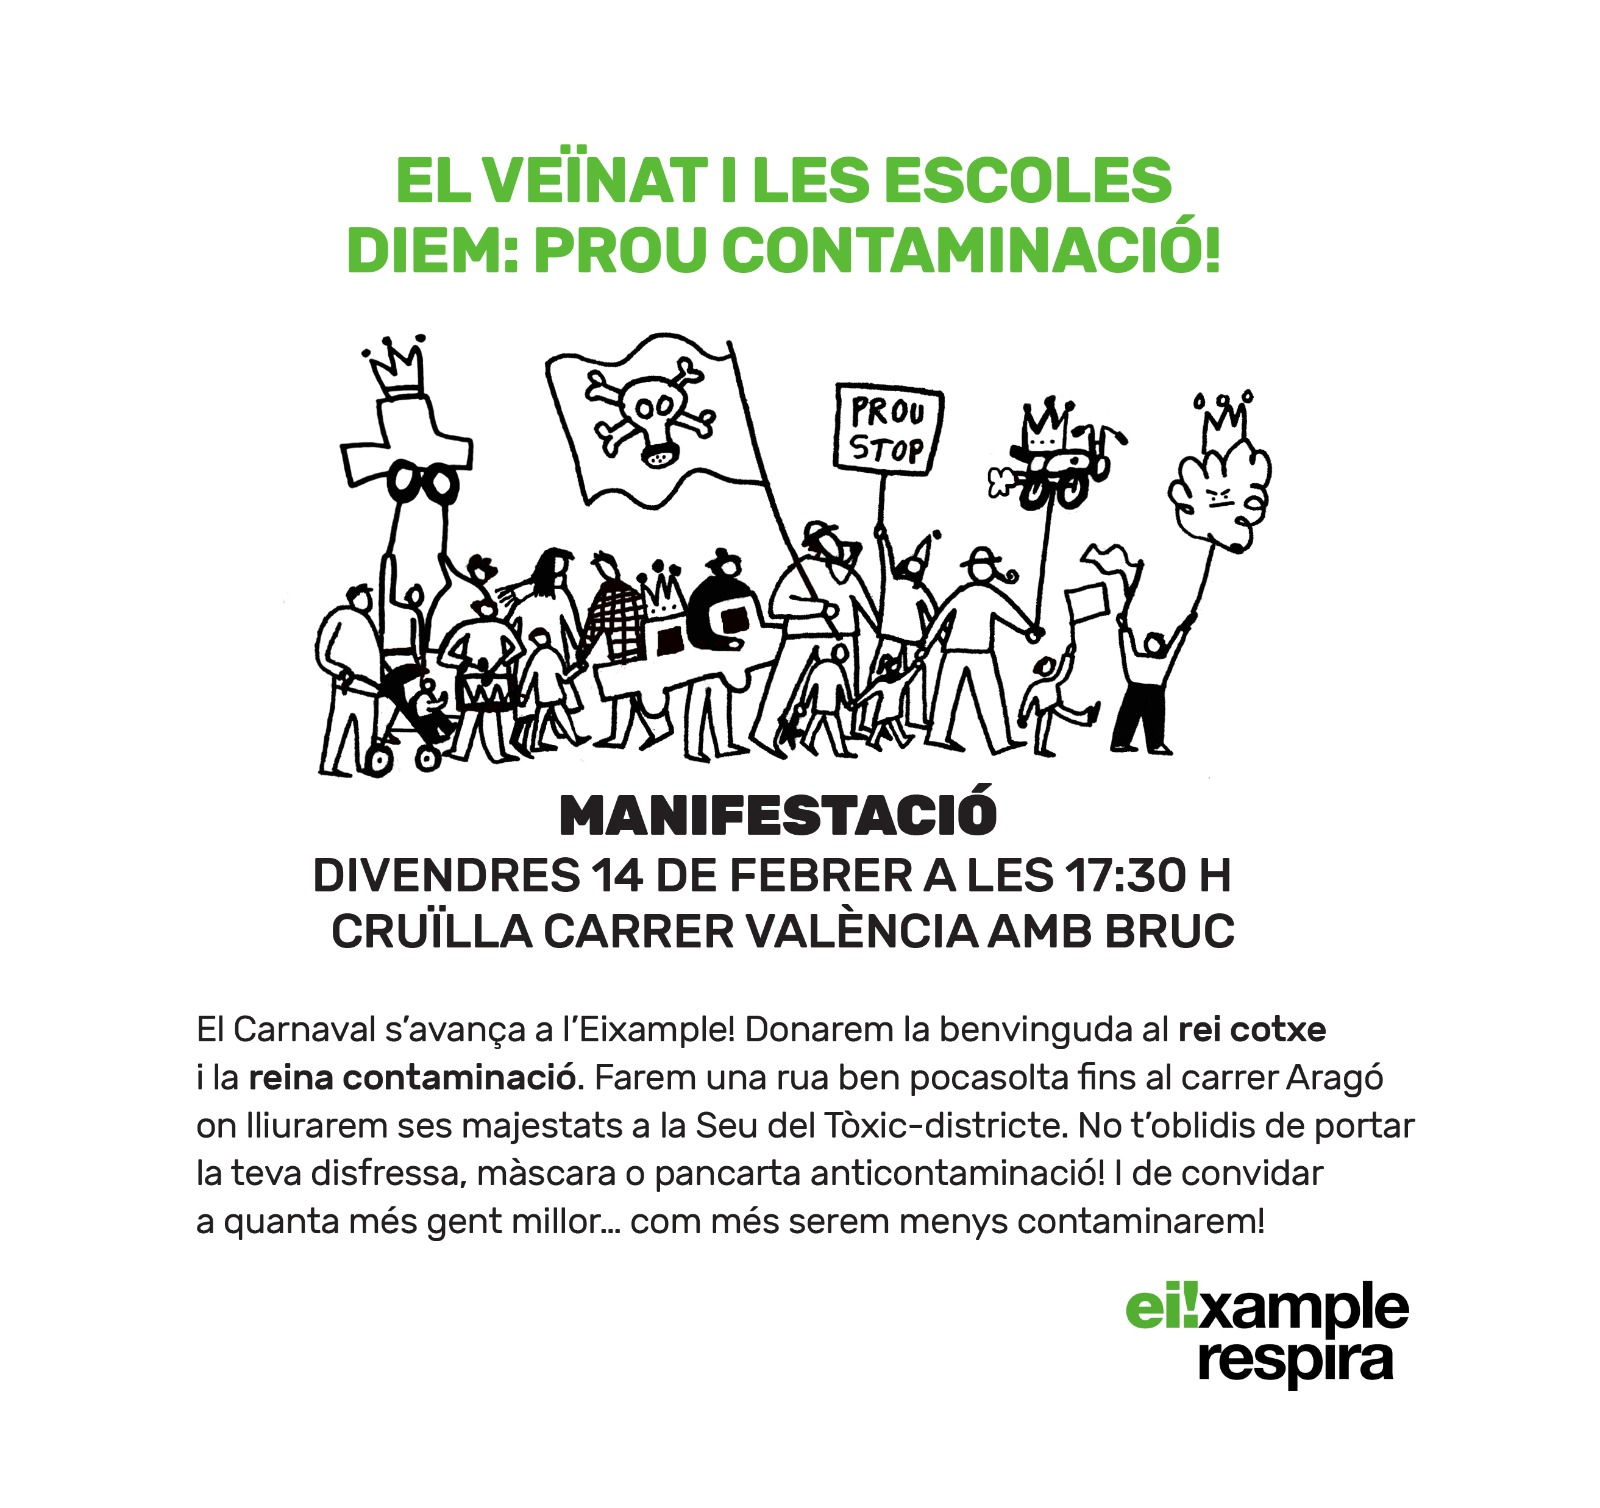 EL VEÏNAT I LES ESCOLES
DIEM: PROU CONTAMINACIÓ!
PROU
STOP
MANIFESTACIÓ
DIVENDRES 14 DE FEBRER A LES 17:30 H
CRUÏLLA CARRER VALÈNCIA AMB BRUC
El Carnaval s’avança a l’Eixample! Donarem la benvinguda al rei cotxe
i la reina contaminació. Farem una rua ben pocasolta fins al carrer Aragó
on lliurarem ses majestats a la Seu del Tòxic-districte. No t’oblidis de portar
la teva disfressa, màscara o pancarta anticontaminació! I de convidar
a quanta més gent millor... com més serem menys contaminarem!
ei!xample
respira